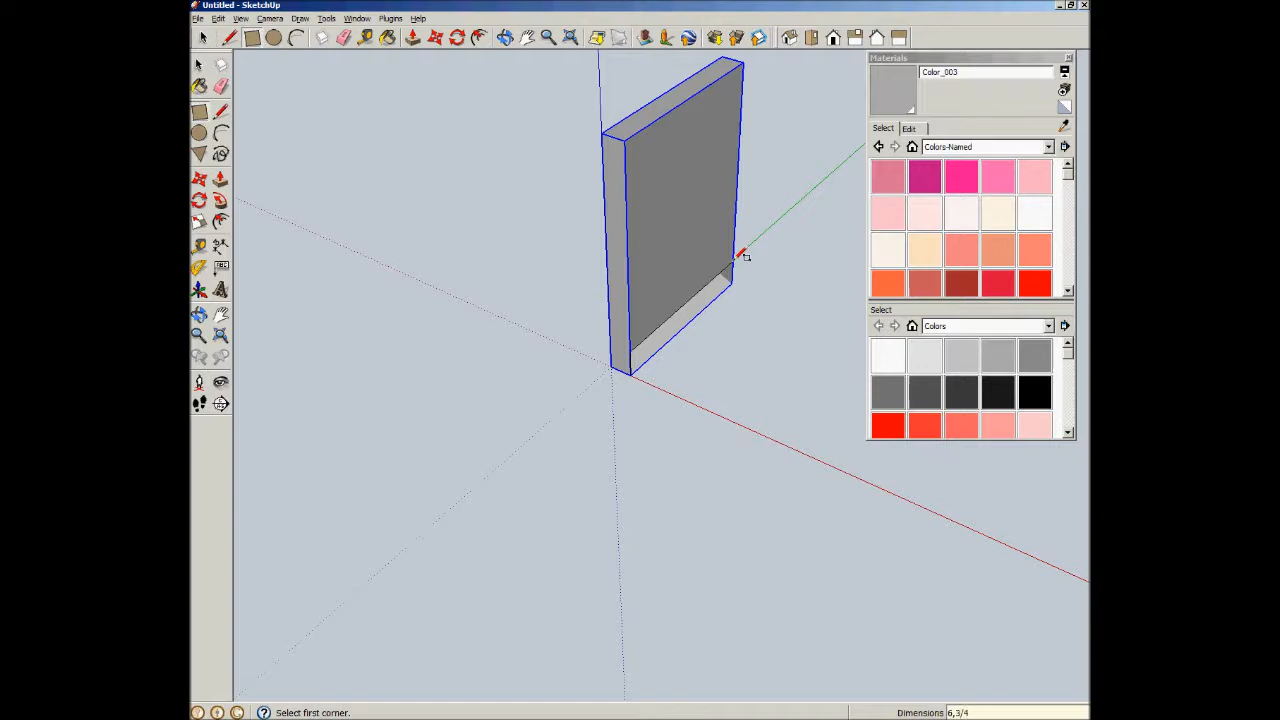 Untitled - SketchUp
File Edit View Camera Draw Tools Window Plugins Help
Materials
Color_003
Select Edit
Colors-Named
Select
Colors
Select first corner.
Dimensions 6,3/4